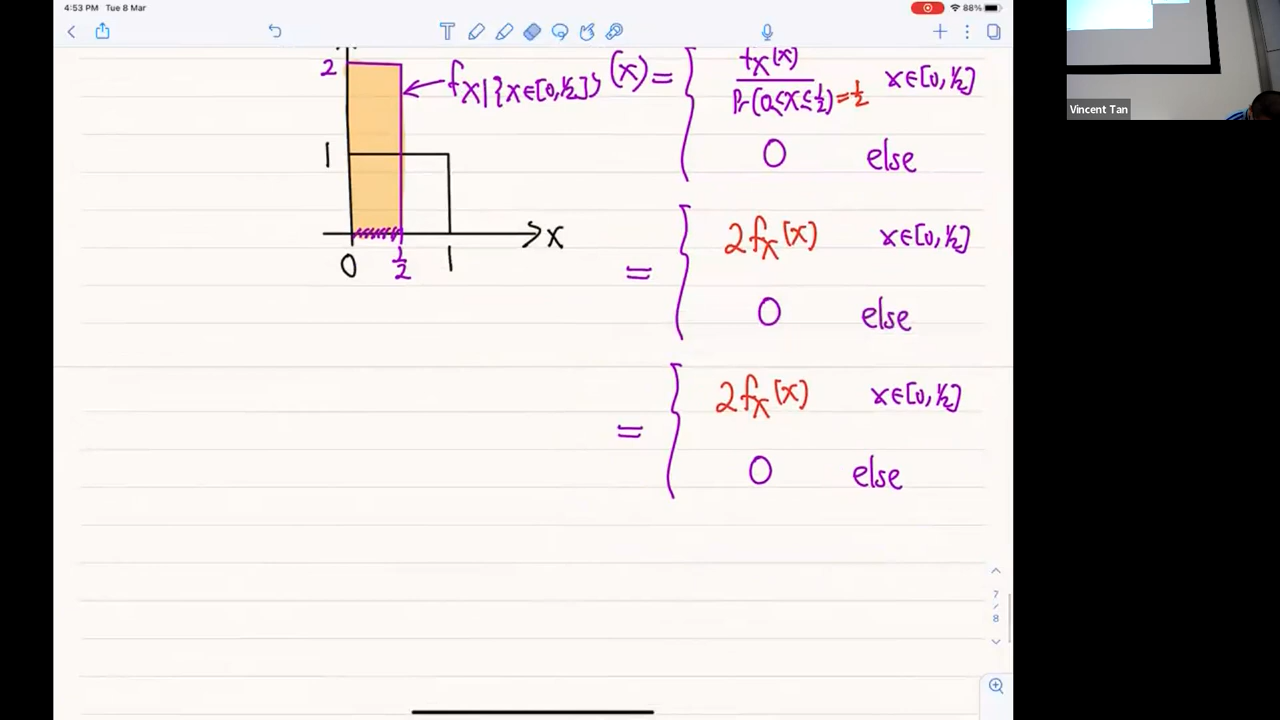 4:53 PM Tue 8 Mar
88%
2
f_{X|{X∈[0,½]}}(x) = { f_X(x) / Pr(0≤X≤½) = ½ x∈[0,½]
0 else
1
0 ½ 1 x
= { 2f_X(x) x∈[0,½]
0 else
= { 2f_X(x) x∈[0,½]
0 else
7
/
8
Vincent Tan